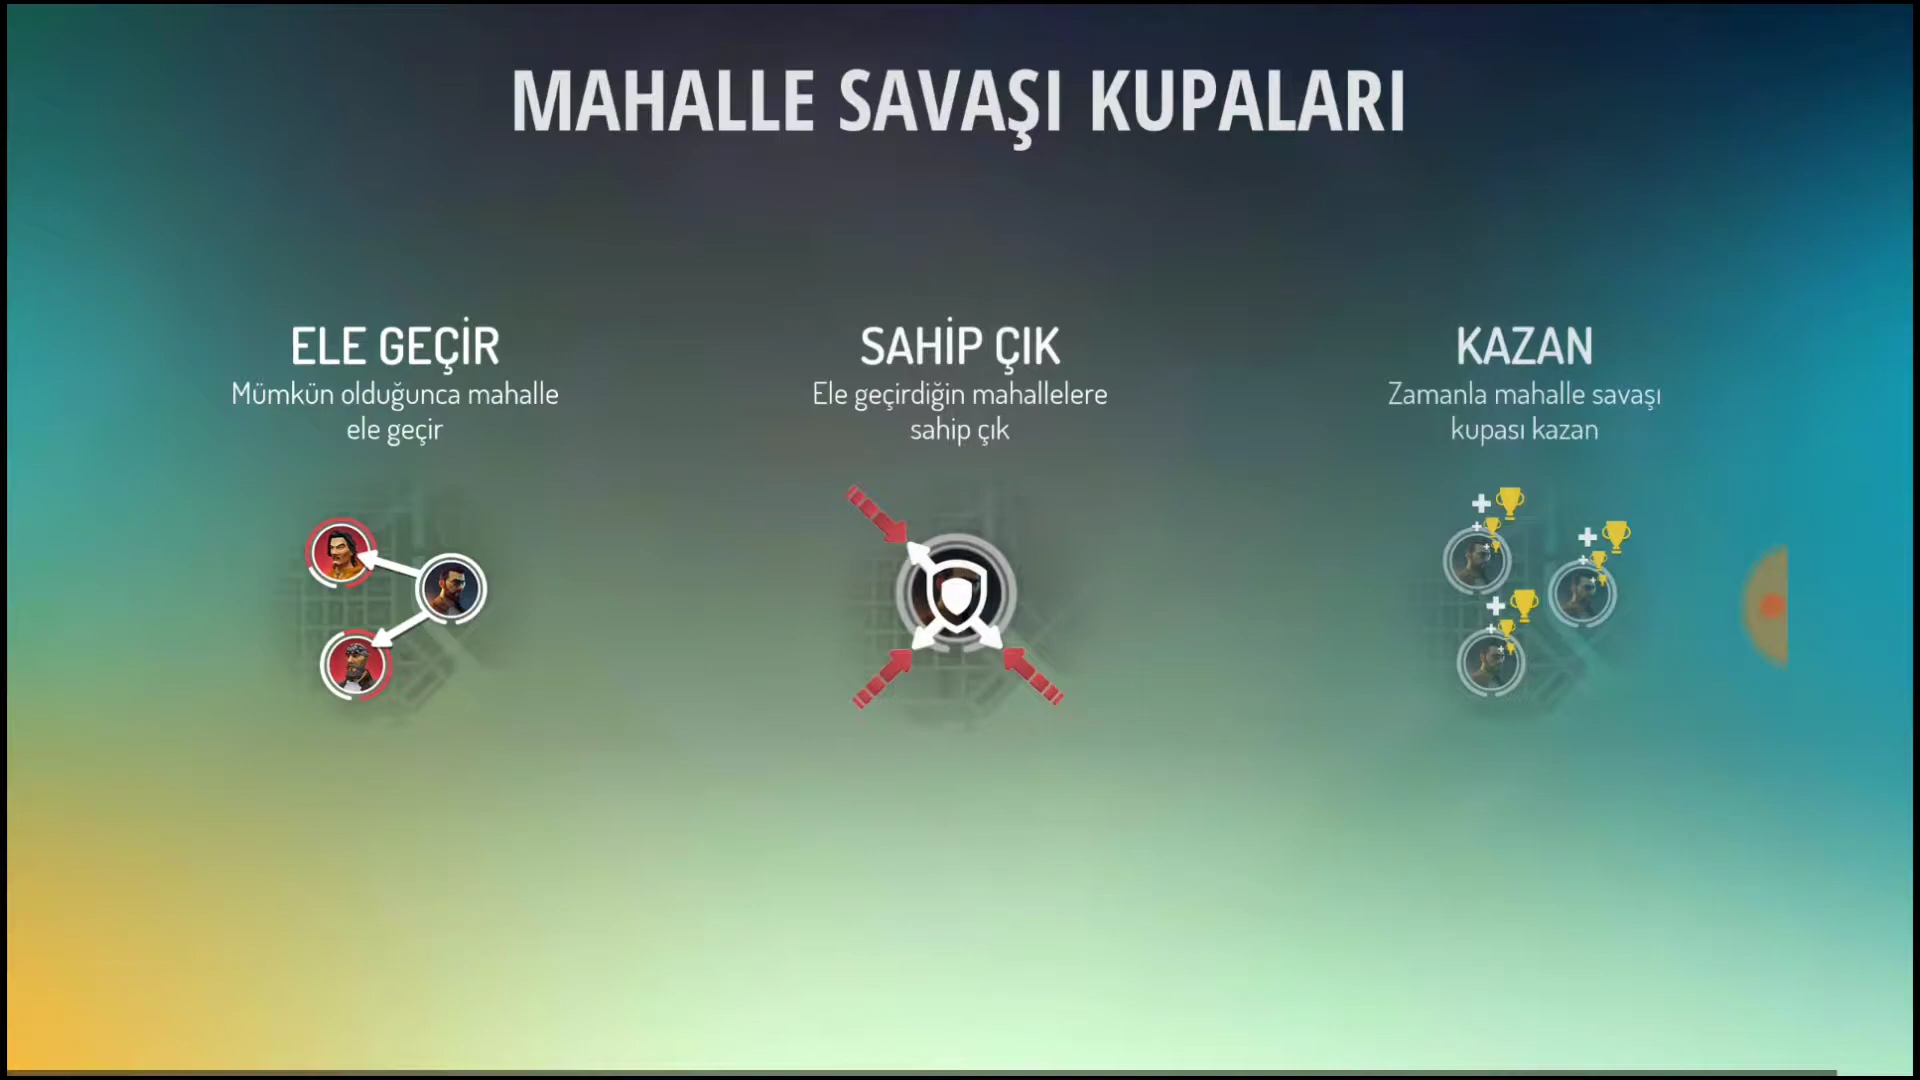 MAHALLE SAVAŞI KUPALARI
ELE GEÇİR
Mümkün olduğunca mahalle
ele geçir
SAHİP ÇIK
Ele geçirdiğin mahallelere
sahip çık
KAZAN
Zamanla mahalle savaşı
kupası kazan